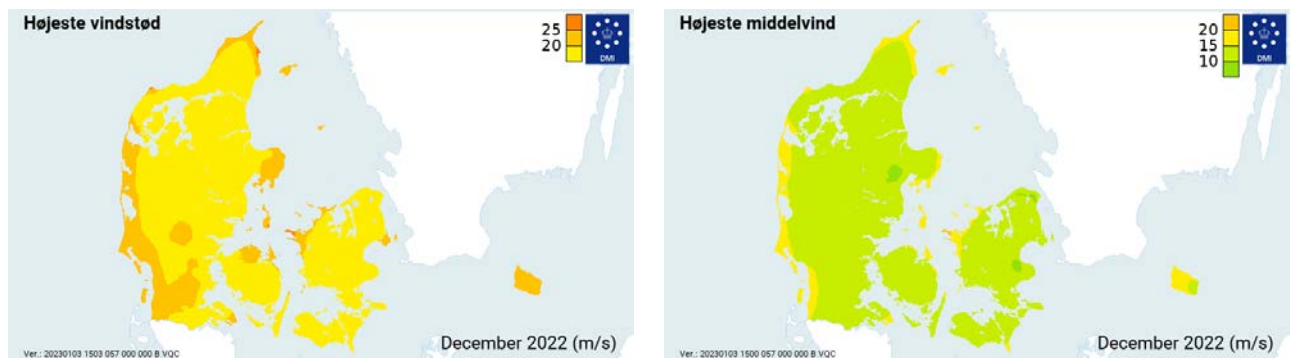 Højeste vindstød
25
20
DMI
December 2022 (m/s)
Ver.: 20230103 1503 057 000 000 B VQC
Højeste middelvind
20
15
10
DMI
December 2022 (m/s)
Ver.: 20230103 1500 057 000 000 B VQC